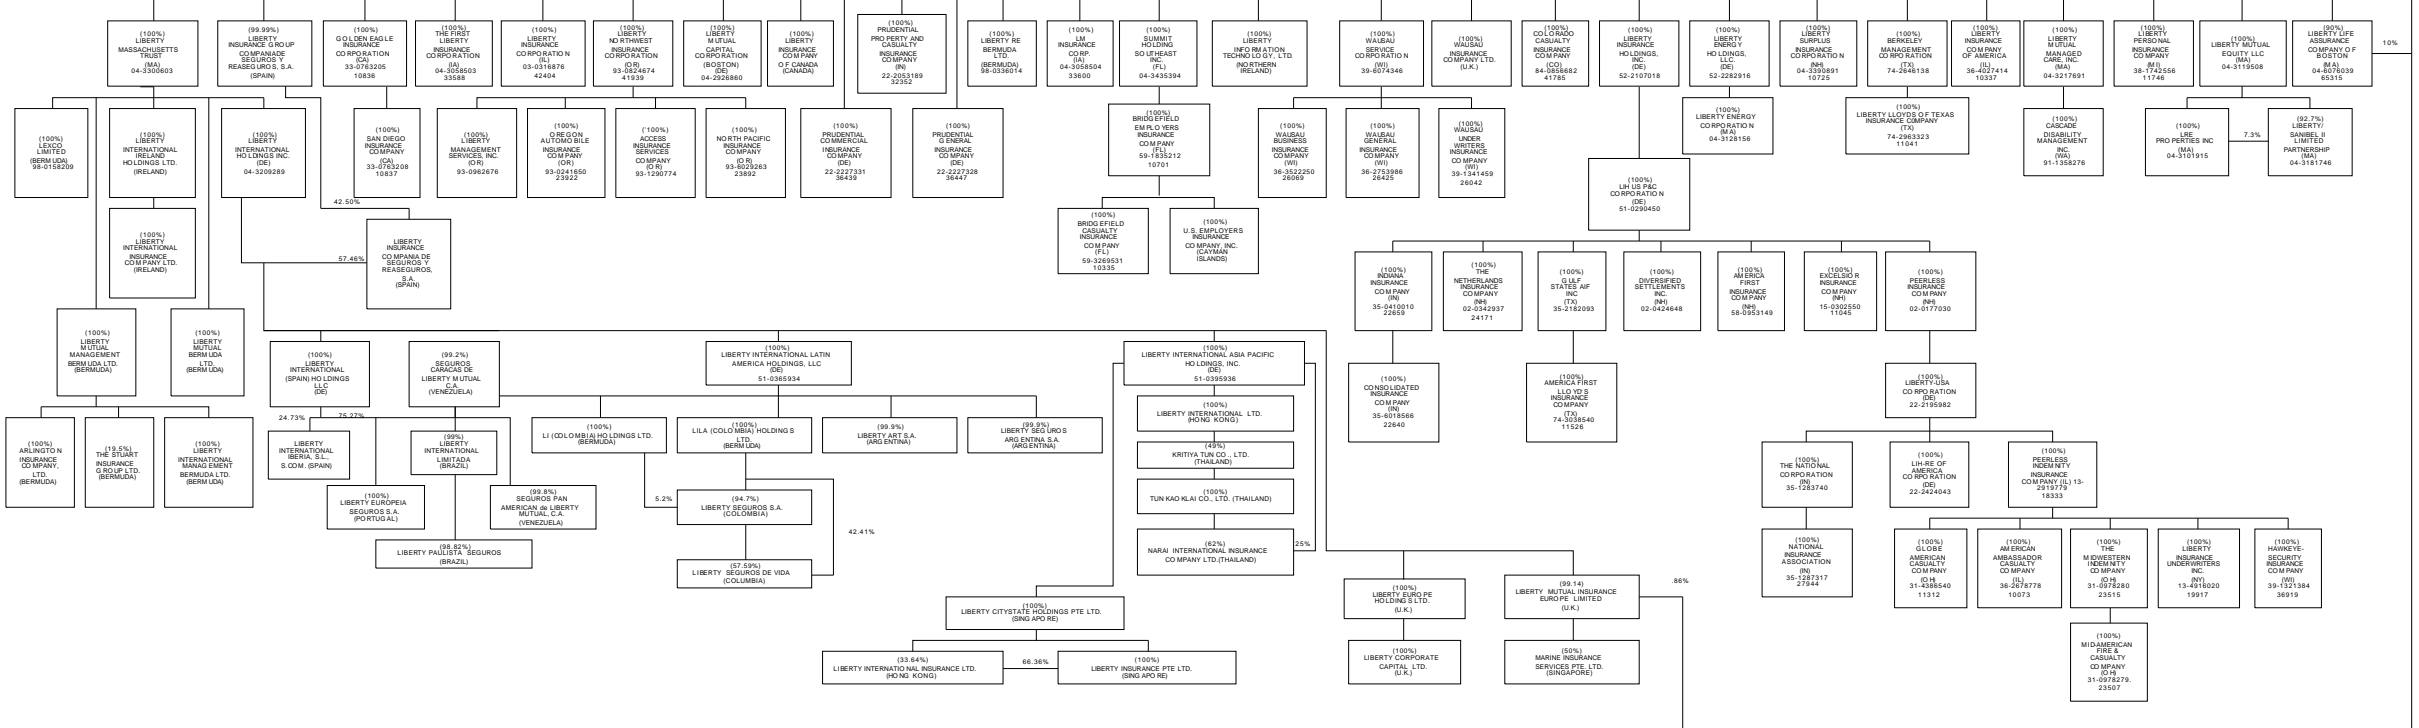 (100%)
LIBERTY
MASSACHUSETTS
TRUST
(MA)
04-3300603
(99.99%)
LIBERTY
INSURANCE GROUP
COMPANIADE
SEGUROS Y
REASEGUROS, S.A.
(SPAIN)
(100%)
GOLDEN EAGLE
INSURANCE
CORPORATION
(CA)
33-0763205
10836
(100%)
THE FIRST
LIBERTY
INSURANCE
CORPORATION
(IA)
04-3058503
33588
(100%)
LIBERTY
INSURANCE
CORPORATION
(IL)
03-0316876
42404
(100%)
LIBERTY
NORTHWEST
INSURANCE
CORPORATION
(OR)
93-0824674
41939
(100%)
LIBERTY
MUTUAL
CAPITAL
CORPORATION
(BOSTON)
(DE)
04-2926860
(100%)
LIBERTY
INSURANCE
COMPANY
OF CANADA
(CANADA)
(100%)
PRUDENTIAL
PROPERTY AND
CASUALTY
INSURANCE
COMPANY
(IN)
22-2053189
32352
(100%)
LIBERTY RE
BERMUDA
LTD.
(BERMUDA)
98-0336014
(100%)
LM
INSURANCE
CORP.
(IA)
04-3058504
33600
(100%)
SUMMIT
HOLDING
SOUTHEAST
INC.
(FL)
04-3435394
(100%)
LIBERTY
INFORMATION
TECHNOLOGY, LTD.
(NORTHERN
IRELAND)
(100%)
WAUSAU
SERVICE
CORPORATION
(WI)
39-6074346
(100%)
WAUSAU
INSURANCE
COMPANY LTD.
(U.K.)
(100%)
COLORADO
CASUALTY
INSURANCE
COMPANY
(CO)
84-0856682
41785
(100%)
LIBERTY
INSURANCE
HOLDINGS,
INC.
(DE)
52-2107018
(100%)
LIBERTY
ENERGY
HOLDINGS,
LLC.
(DE)
52-2282916
(100%)
LIBERTY
SURPLUS
INSURANCE
CORPORATION
(NH)
04-3390891
10725
(100%)
BERKELEY
MANAGEMENT
CORPORATION
(TX)
74-2646138
(100%)
LIBERTY
INSURANCE
COMPANY
OF AMERICA
(IL)
36-4027414
10337
(100%)
LIBERTY
MUTUAL
MANAGED
CARE, INC.
(MA)
04-3217691
(100%)
LIBERTY
PERSONAL
INSURANCE
COMPANY
(MI)
38-1742556
11746
(100%)
LIBERTY MUTUAL
EQUITY LLC
(MA)
04-3119508
(90%)
LIBERTY LIFE
ASSURANCE
COMPANY OF
BOSTON
(MA)
04-6076039
65315
10%
(100%)
LEXCO
LIMITED
(BERMUDA)
98-0158209
(100%)
LIBERTY
INTERNATIONAL
IRELAND
HOLDINGS LTD.
(IRELAND)
(100%)
LIBERTY
INTERNATIONAL
HOLDINGS INC.
(DE)
04-3209289
(100%)
SAN DIEGO
INSURANCE
COMPANY
(CA)
33-0763208
10837
(100%)
LIBERTY
MANAGEMENT
SERVICES, INC.
(OR)
93-0962676
(100%)
OREGON
AUTOMOBILE
INSURANCE
COMPANY
(OR)
93-0241650
23922
(100%)
ACCESS
INSURANCE
SERVICES
COMPANY
(OR)
93-1290774
(100%)
NORTH PACIFIC
INSURANCE
COMPANY
(OR)
93-6029263
23892
(100%)
PRUDENTIAL
COMMERCIAL
INSURANCE
COMPANY
(DE)
22-2227331
36439
(100%)
PRUDENTIAL
GENERAL
INSURANCE
COMPANY
(DE)
22-2227328
36447
(100%)
BRIDGEFIELD
EMPLOYERS
INSURANCE
COMPANY
(FL)
59-1835212
10701
(100%)
WAUSAU
BUSINESS
INSURANCE
COMPANY
(WI)
36-3522250
26069
(100%)
WAUSAU
GENERAL
INSURANCE
COMPANY
(WI)
36-2753986
26425
(100%)
WAUSAU
UNDER
WRITERS
INSURANCE
COMPANY
(WI)
39-1341459
26042
(100%)
LIBERTY ENERGY
CORPORATION
(MA)
04-3128156
(100%)
LIBERTY LLOYDS OF TEXAS
INSURANCE COMPANY
(TX)
74-2963323
11041
(100%)
CASCADE
DISABILITY
MANAGEMENT
INC.
(WA)
91-1358276
(100%)
LRE
PROPERTIES INC
(MA)
04-3101915
7.3%
(92.7%)
LIBERTY/
SANIBEL II
LIMITED
PARTNERSHIP
(MA)
04-3181746
(100%)
LIH US P&C
CORPORATION
(DE)
51-0290450
42.50%
(100%)
LIBERTY
INTERNATIONAL
INSURANCE
COMPANY LTD.
(IRELAND)
57.46%
LIBERTY
INSURANCE
COMPANIA DE
SEGUROS Y
REASEGUROS,
S.A.
(SPAIN)
(100%)
BRIDGEFIELD
CASUALTY
INSURANCE
COMPANY
(FL)
59-3269531
10335
(100%)
U.S. EMPLOYERS
INSURANCE
COMPANY, INC.
(CAYMAN
ISLANDS)
(100%)
INDIANA
INSURANCE
COMPANY
(IN)
35-0410010
22659
(100%)
THE
NETHERLANDS
INSURANCE
COMPANY
(NH)
02-0342937
24171
(100%)
GULF
STATES AIF
INC
(TX)
35-2182093
(100%)
DIVERSIFIED
SETTLEMENTS
INC.
(NH)
02-0424648
(100%)
AMERICA
FIRST
INSURANCE
COMPANY
(NH)
58-0953149
(100%)
EXCELSIOR
INSURANCE
COMPANY
(NH)
15-0302550
11045
(100%)
PEERLESS
INSURANCE
COMPANY
(NH)
02-0177030
(100%)
LIBERTY
MUTUAL
MANAGEMENT
BERMUDA LTD.
(BERMUDA)
(100%)
LIBERTY
MUTUAL
BERMUDA
LTD.
(BERMUDA)
(100%)
LIBERTY
INTERNATIONAL
(SPAIN) HOLDINGS
LLC
(DE)
(99.2%)
SEGUROS
CARACAS DE
LIBERTY MUTUAL
C.A.
(VENEZUELA)
(100%)
LIBERTY INTERNATIONAL LATIN
AMERICA HOLDINGS, LLC
(DE)
51-0365934
(100%)
LIBERTY INTERNATIONAL ASIA PACIFIC
HOLDINGS, INC.
(DE)
51-0395936
(100%)
CONSOLIDATED
INSURANCE
COMPANY
(IN)
35-6018566
22640
(100%)
AMERICA FIRST
LLOYD'S
INSURANCE
COMPANY
(TX)
74-3038540
11526
(100%)
LIBERTY-USA
CORPORATION
(DE)
22-2195982
24.73%
75.27%
(100%)
ARLINGTON
INSURANCE
COMPANY,
LTD.
(BERMUDA)
(19.5%)
THE STUART
INSURANCE
GROUP LTD.
(BERMUDA)
(100%)
LIBERTY
INTERNATIONAL
MANAGEMENT
BERMUDA LTD.
(BERMUDA)
LIBERTY
INTERNATIONAL
IBERIA, S.L.,
S.COM. (SPAIN)
(99%)
LIBERTY
INTERNATIONAL
LIMITADA
(BRAZIL)
(100%)
LI (COLOMBIA) HOLDINGS LTD.
(BERMUDA)
(100%)
LILA (COLOMBIA) HOLDINGS
LTD.
(BERMUDA)
(99.9%)
LIBERTY ART S.A.
(ARGENTINA)
(99.9%)
LIBERTY SEGUROS
ARGENTINA S.A.
(ARGENTINA)
(100%)
LIBERTY INTERNATIONAL LTD.
(HONG KONG)
(49%)
KRITIYA TUN CO., LTD.
(THAILAND)
(100%)
TUN KAO KLAI CO., LTD. (THAILAND)
(62%)
NARAI INTERNATIONAL INSURANCE
COMPANY LTD.(THAILAND)
25%
(100%)
THE NATIONAL
CORPORATION
(IN)
35-1283740
(100%)
LIH-RE OF
AMERICA
CORPORATION
(DE)
22-2424043
(100%)
PEERLESS
INDEMNITY
INSURANCE
COMPANY (IL) 13-
2919779
18333
(100%)
LIBERTY EUROPEIA
SEGUROS S.A.
(PORTUGAL)
(99.8%)
SEGUROS PAN
AMERICAN de LIBERTY
MUTUAL, C.A.
(VENEZUELA)
5.2%
(94.7%)
LIBERTY SEGUROS S.A.
(COLOMBIA)
42.41%
(98.82%)
LIBERTY PAULISTA SEGUROS
(BRAZIL)
(57.59%)
LIBERTY SEGUROS DE VIDA
(COLUMBIA)
(100%)
NATIONAL
INSURANCE
ASSOCIATION
(IN)
35-1287317
27944
(100%)
GLOBE
AMERICAN
CASUALTY
COMPANY
(OH)
31-4386540
11312
(100%)
AMERICAN
AMBASSADOR
CASUALTY
COMPANY
(IL)
36-2678778
10073
(100%)
THE
MIDWESTERN
INDEMNITY
COMPANY
(OH)
31-0978280
23515
(100%)
LIBERTY
INSURANCE
UNDERWRITERS
INC.
(NY)
13-4916020
19917
(100%)
HAWKEYE-
SECURITY
INSURANCE
COMPANY
(WI)
39-1321384
36919
(100%)
LIBERTY CITYSTATE HOLDINGS PTE LTD.
(SINGAPORE)
(100%)
LIBERTY EUROPE
HOLDINGS LTD.
(U.K.)
(99.14)
LIBERTY MUTUAL INSURANCE
EUROPE LIMITED
(U.K.)
.86%
(33.64%)
LIBERTY INTERNATIONAL INSURANCE LTD.
(HONG KONG)
66.36%
(100%)
LIBERTY INSURANCE PTE LTD.
(SINGAPORE)
(100%)
LIBERTY CORPORATE
CAPITAL LTD.
(U.K.)
(50%)
MARINE INSURANCE
SERVICES PTE. LTD.
(SINGAPORE)
(100%)
MID-AMERICAN
FIRE &
CASUALTY
COMPANY
(OH)
31-0978279.
23507